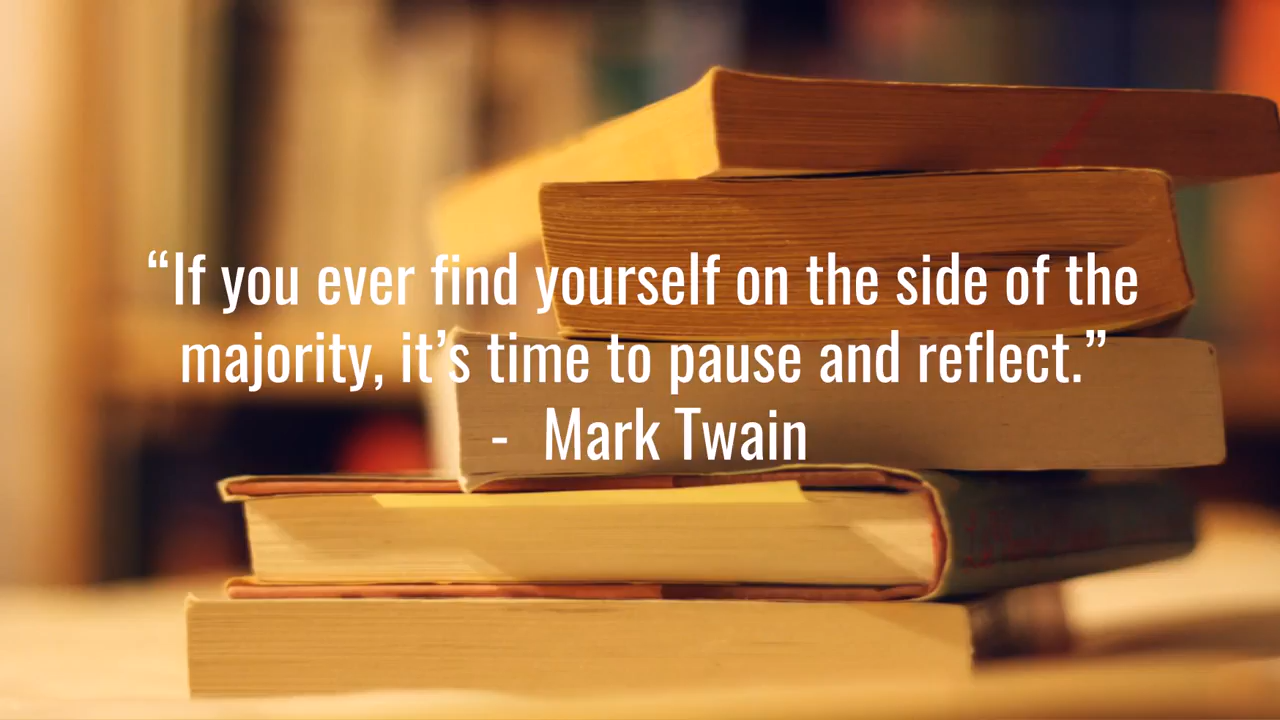 “If you ever find yourself on the side of the
majority, it’s time to pause and reflect.”
- Mark Twain